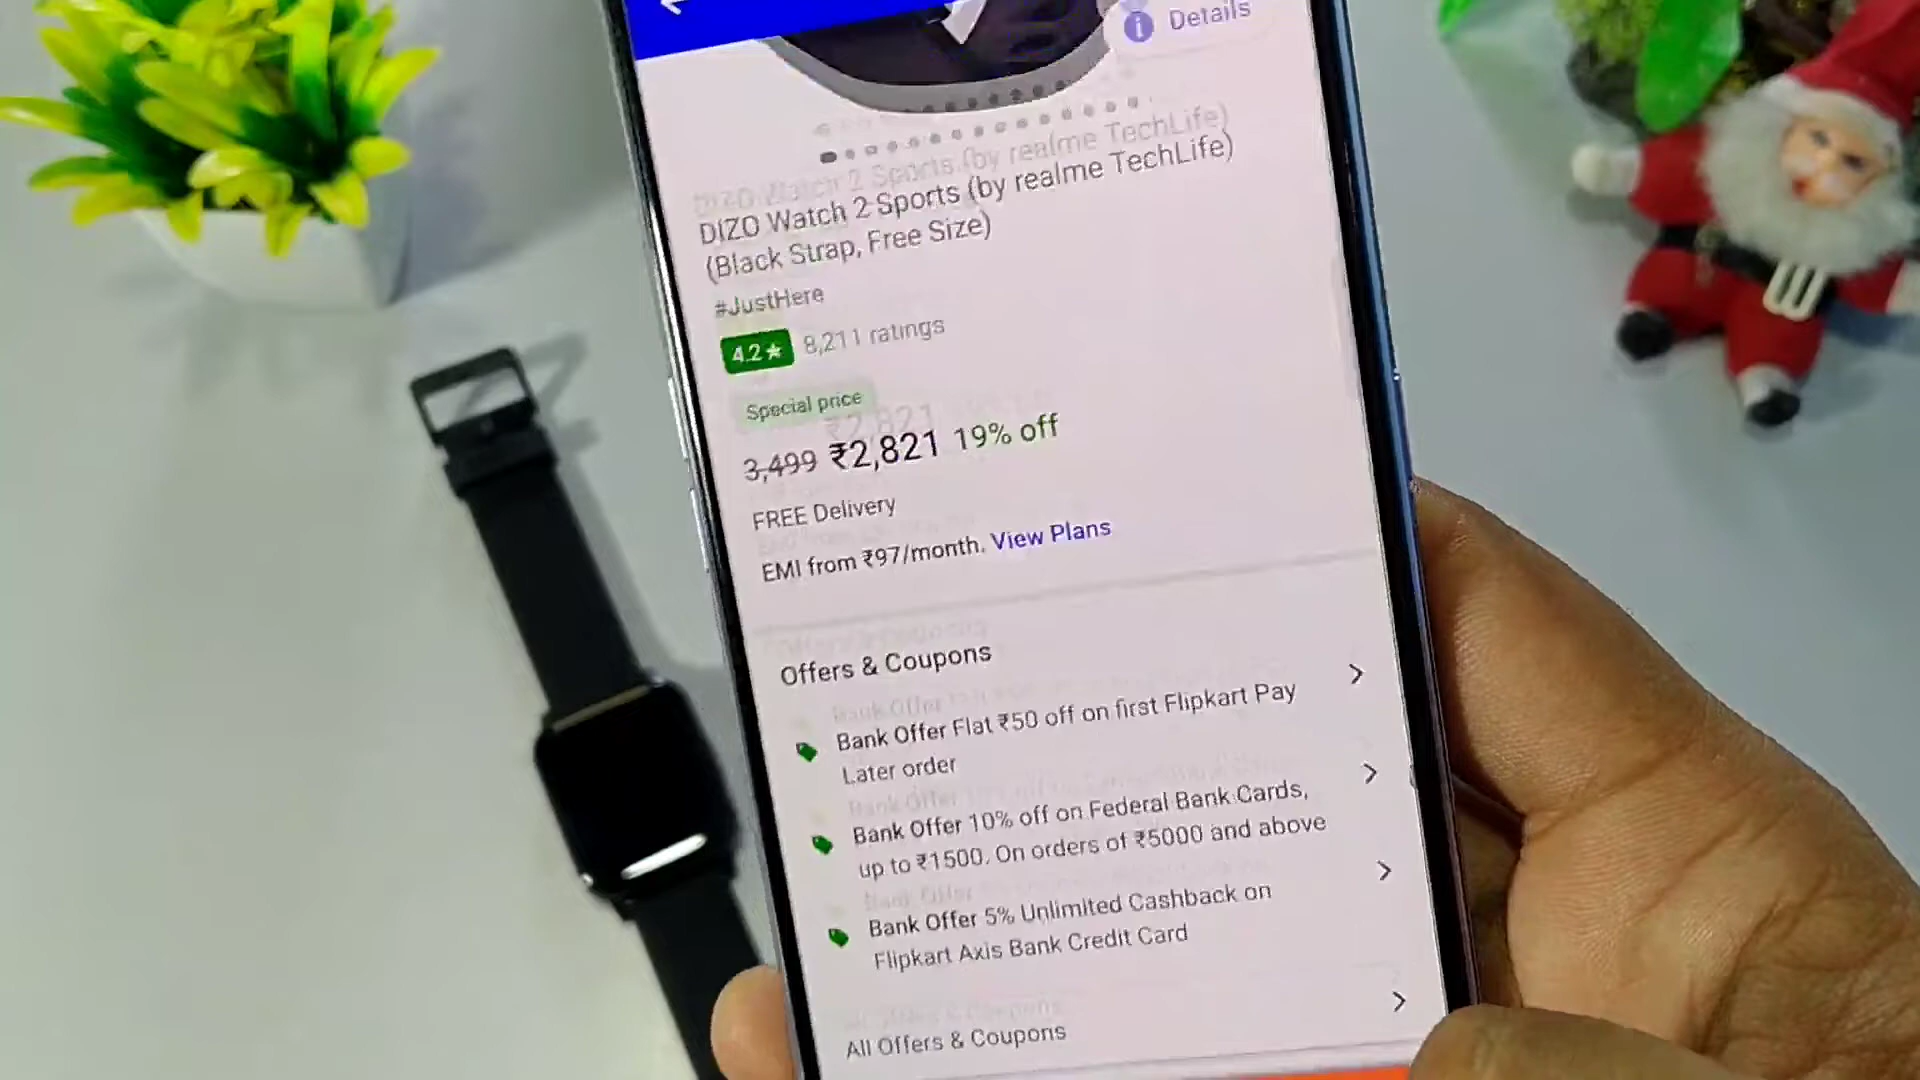 Details
DIZO Watch 2 Sports (by realme TechLife)
(Black Strap, Free Size)
#JustHere
4.2★ 8,211 ratings
Special price
3,499 ₹2,821 19% off
FREE Delivery
EMI from ₹97/month. View Plans
Offers & Coupons
Bank Offer Flat ₹50 off on first Flipkart Pay
Later order
Bank Offer 10% off on Federal Bank Cards,
up to ₹1500. On orders of ₹5000 and above
Bank Offer 5% Unlimited Cashback on
Flipkart Axis Bank Credit Card
All Offers & Coupons